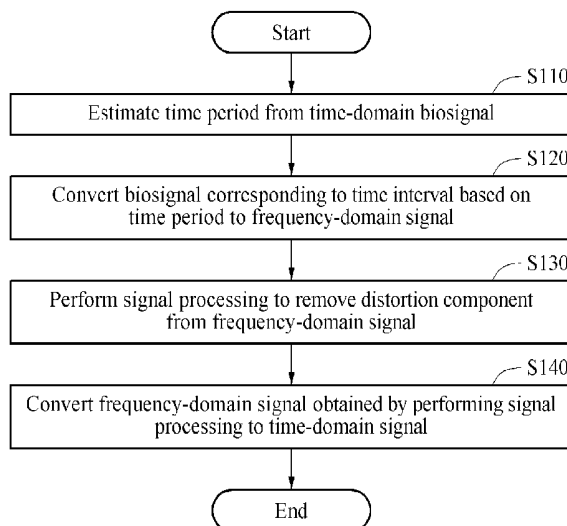 Start
S110
Estimate time period from time-domain biosignal
S120
Convert biosignal corresponding to time interval based on
time period to frequency-domain signal
S130
Perform signal processing to remove distortion component
from frequency-domain signal
S140
Convert frequency-domain signal obtained by performing signal
processing to time-domain signal
End